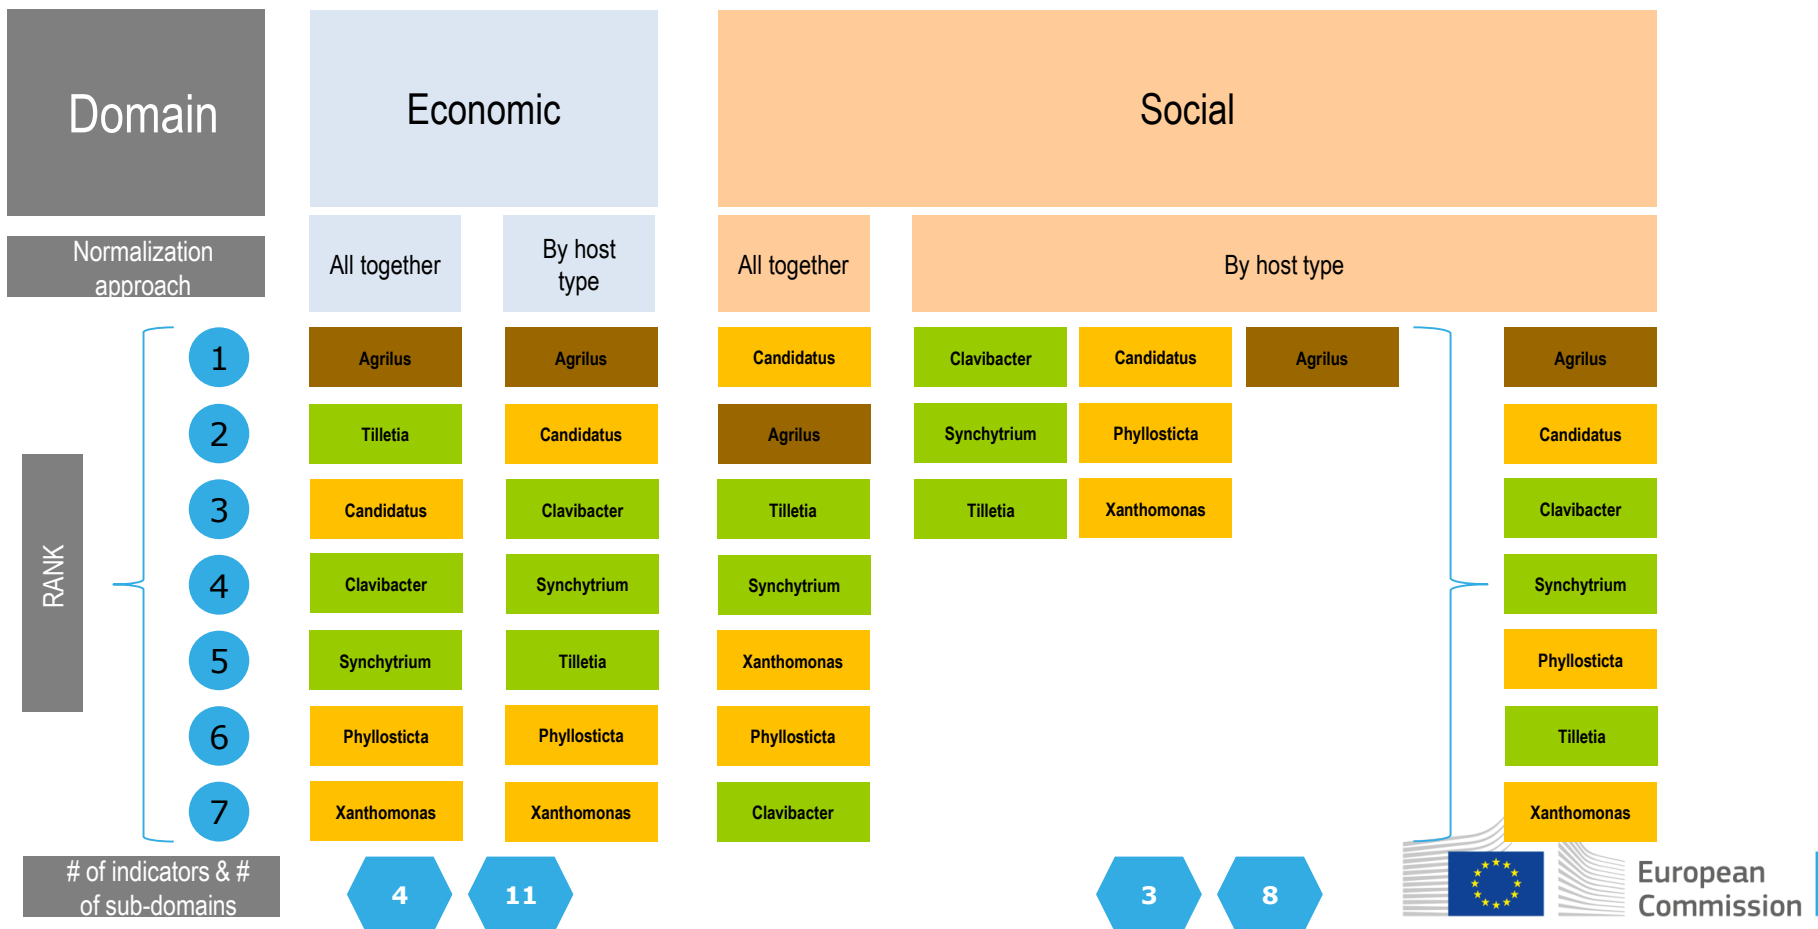 Domain
Economic
Social
Normalization
approach
All together
By host
type
All together
By host type
RANK
1
Agrilus
Agrilus
Candidatus
Clavibacter
Candidatus
Agrilus
Agrilus
2
Tilletia
Candidatus
Agrilus
Synchytrium
Phyllosticta
Candidatus
3
Candidatus
Clavibacter
Tilletia
Tilletia
Xanthomonas
Clavibacter
4
Clavibacter
Synchytrium
Synchytrium
Synchytrium
5
Synchytrium
Tilletia
Xanthomonas
Phyllosticta
6
Phyllosticta
Phyllosticta
Phyllosticta
Tilletia
7
Xanthomonas
Xanthomonas
Clavibacter
Xanthomonas
# of indicators & #
of sub-domains
4
11
3
8
European
Commission